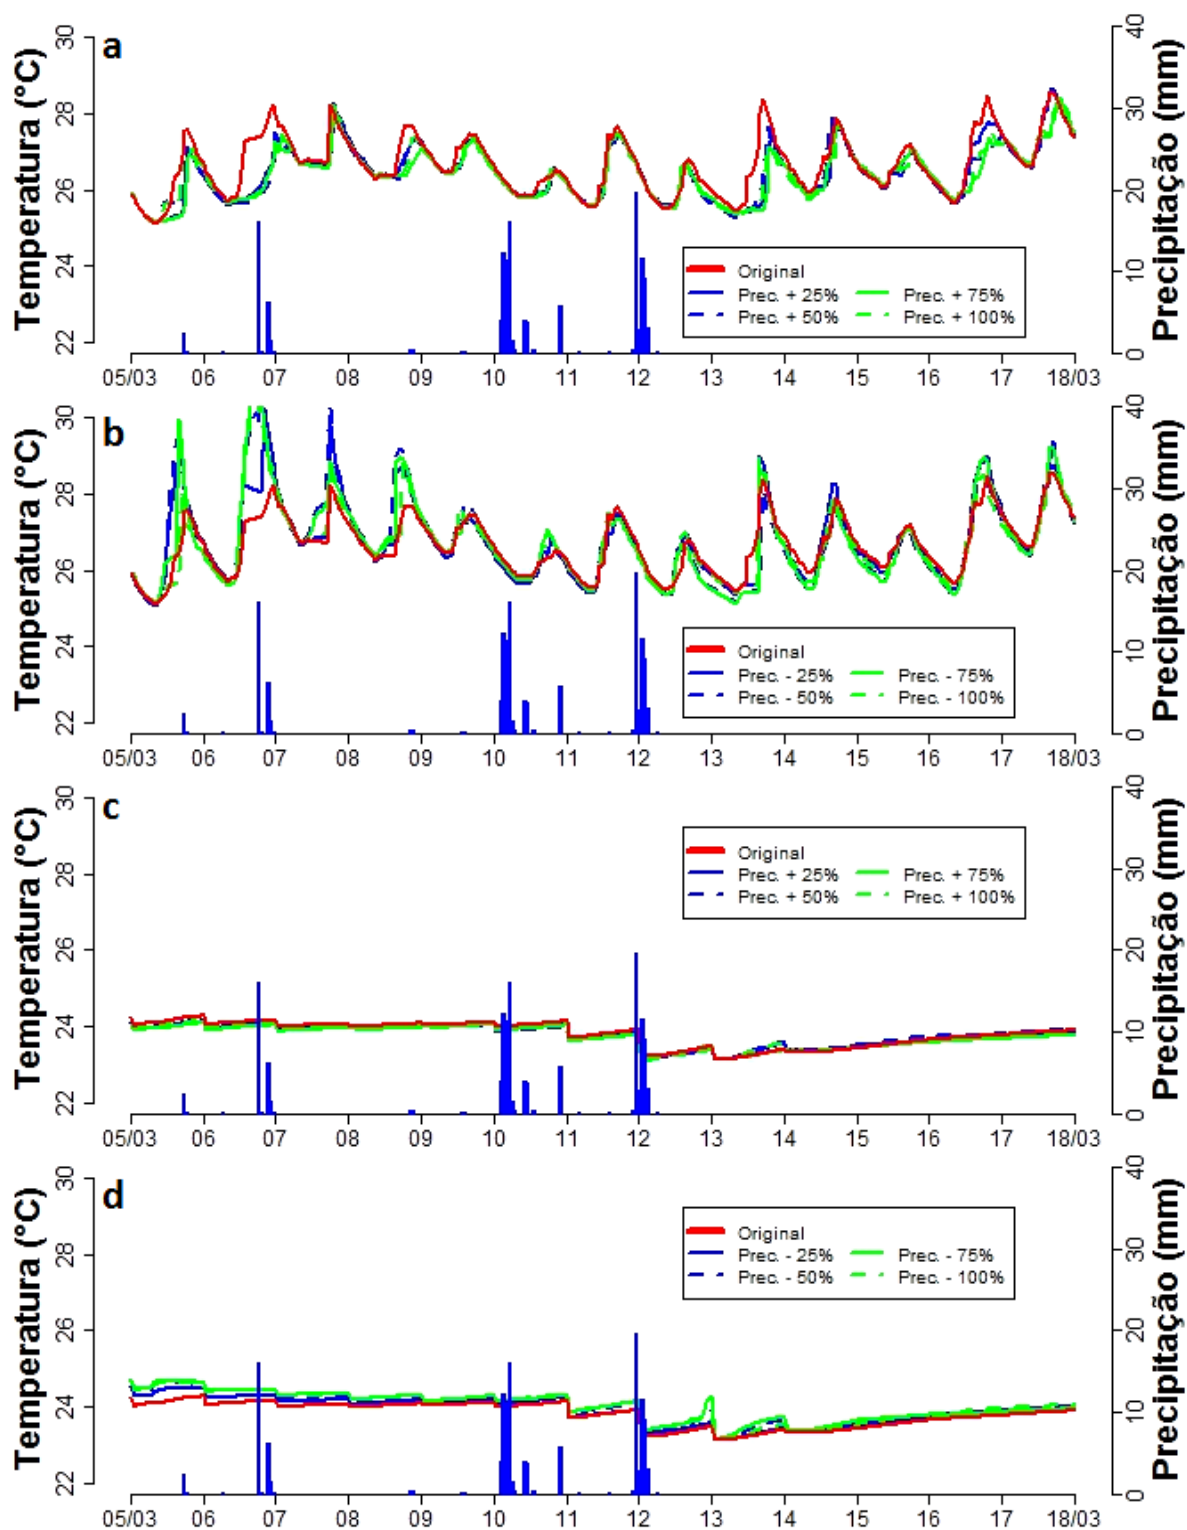 a
Temperatura (°C)
22 24 26 28 30
Precipitação (mm)
0 10 20 30 40
Original
Prec. + 25% Prec. + 75%
Prec. + 50% Prec. + 100%
05/03 06 07 08 09 10 11 12 13 14 15 16 17 18/03
b
Temperatura (°C)
22 24 26 28 30
Precipitação (mm)
0 10 20 30 40
Original
Prec. - 25% Prec. - 75%
Prec. - 50% Prec. - 100%
05/03 06 07 08 09 10 11 12 13 14 15 16 17 18/03
c
Temperatura (°C)
22 24 26 28 30
Precipitação (mm)
0 10 20 30 40
Original
Prec. + 25% Prec. + 75%
Prec. + 50% Prec. + 100%
05/03 06 07 08 09 10 11 12 13 14 15 16 17 18/03
d
Temperatura (°C)
22 24 26 28 30
Precipitação (mm)
0 10 20 30 40
Original
Prec. - 25% Prec. - 75%
Prec. - 50% Prec. - 100%
05/03 06 07 08 09 10 11 12 13 14 15 16 17 18/03